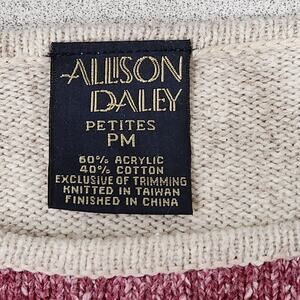 ALLISON
DALEY
PETITES
PM
60% ACRYLIC
40% COTTON
EXCLUSIVE OF TRIMMING
KNITTED IN TAIWAN
FINISHED IN CHINA